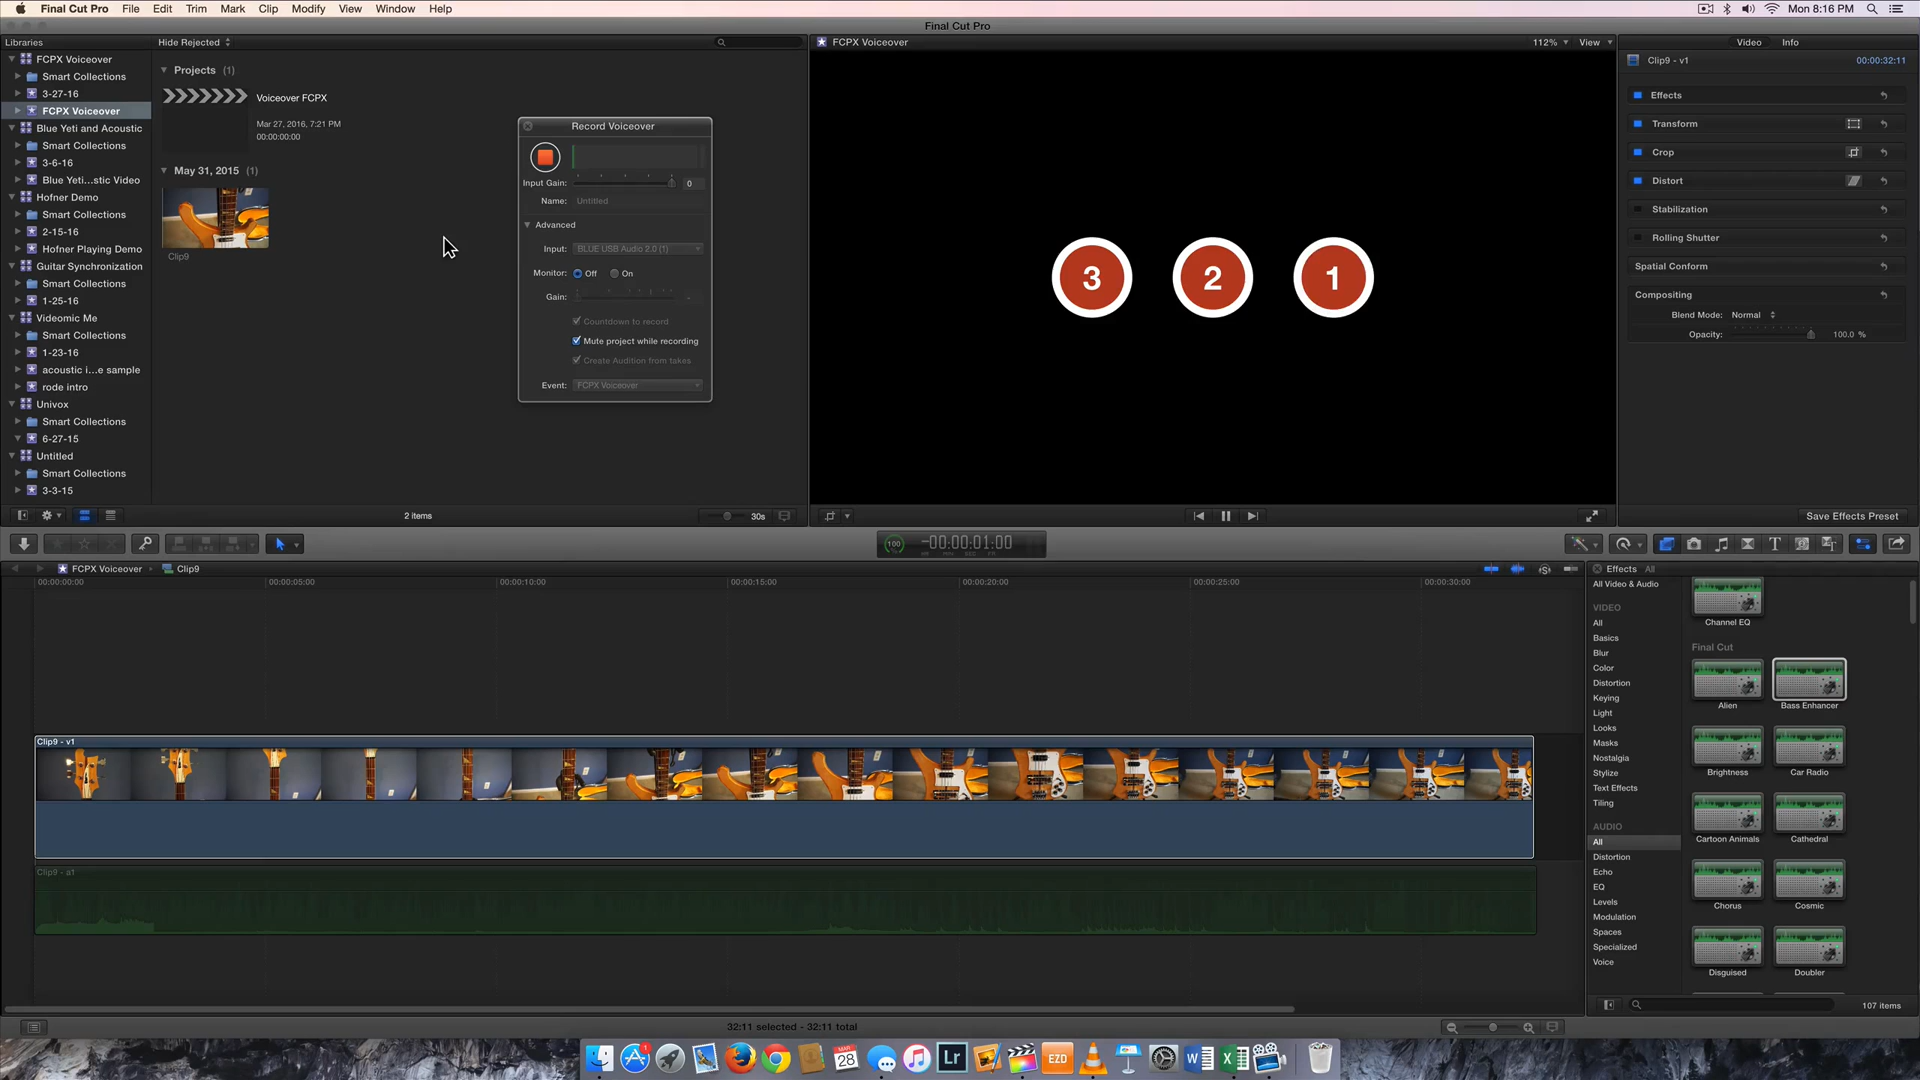 Final Cut Pro File Edit Trim Mark Clip Modify View Window Help
Mon 8:16 PM
Final Cut Pro
Libraries
FCPX Voiceover
Smart Collections
3-27-16
FCPX Voiceover
Blue Yeti and Acoustic
Smart Collections
3-6-16
Blue Yeti...stic Video
Hofner Demo
Smart Collections
2-15-16
Hofner Playing Demo
Guitar Synchronization
Smart Collections
1-25-16
Videomic Me
Smart Collections
1-23-16
acoustic i...e sample
rode intro
Univox
Smart Collections
6-27-15
Untitled
Smart Collections
3-3-15
Hide Rejected
Projects (1)
Voiceover FCPX
Mar 27, 2016, 7:21 PM
00:00:00:00
May 31, 2015 (1)
Clip9
2 items
30s
Record Voiceover
Input Gain: 0
Name: Untitled
Advanced
Input: BLUE USB Audio 2.0 (1)
Monitor: Off On
Gain:
Countdown to record
Mute project while recording
Create Audition from takes
Event: FCPX Voiceover
FCPX Voiceover
112% View
3 2 1
Video Info
Clip9 - v1 00:00:32:11
Effects
Transform
Crop
Distort
Stabilization
Rolling Shutter
Spatial Conform
Compositing
Blend Mode: Normal
Opacity: 100.0 %
Save Effects Preset
100 -00:00:01:00
FCPX Voiceover Clip9
00:00:00:00 00:00:05:00 00:00:10:00 00:00:15:00 00:00:20:00 00:00:25:00 00:00:30:00
Clip9 - v1
Clip9 - a1
32:11 selected - 32:11 total
Effects All
All Video & Audio
VIDEO
All
Basics
Blur
Color
Distortion
Keying
Light
Looks
Masks
Nostalgia
Stylize
Text Effects
Tiling
AUDIO
All
Distortion
Echo
EQ
Levels
Modulation
Spaces
Specialized
Voice
Channel EQ
Final Cut
Alien Bass Enhancer
Brightness Car Radio
Cartoon Animals Cathedral
Chorus Cosmic
Disguised Doubler
107 items
1
MAR
28
Lr
EZD